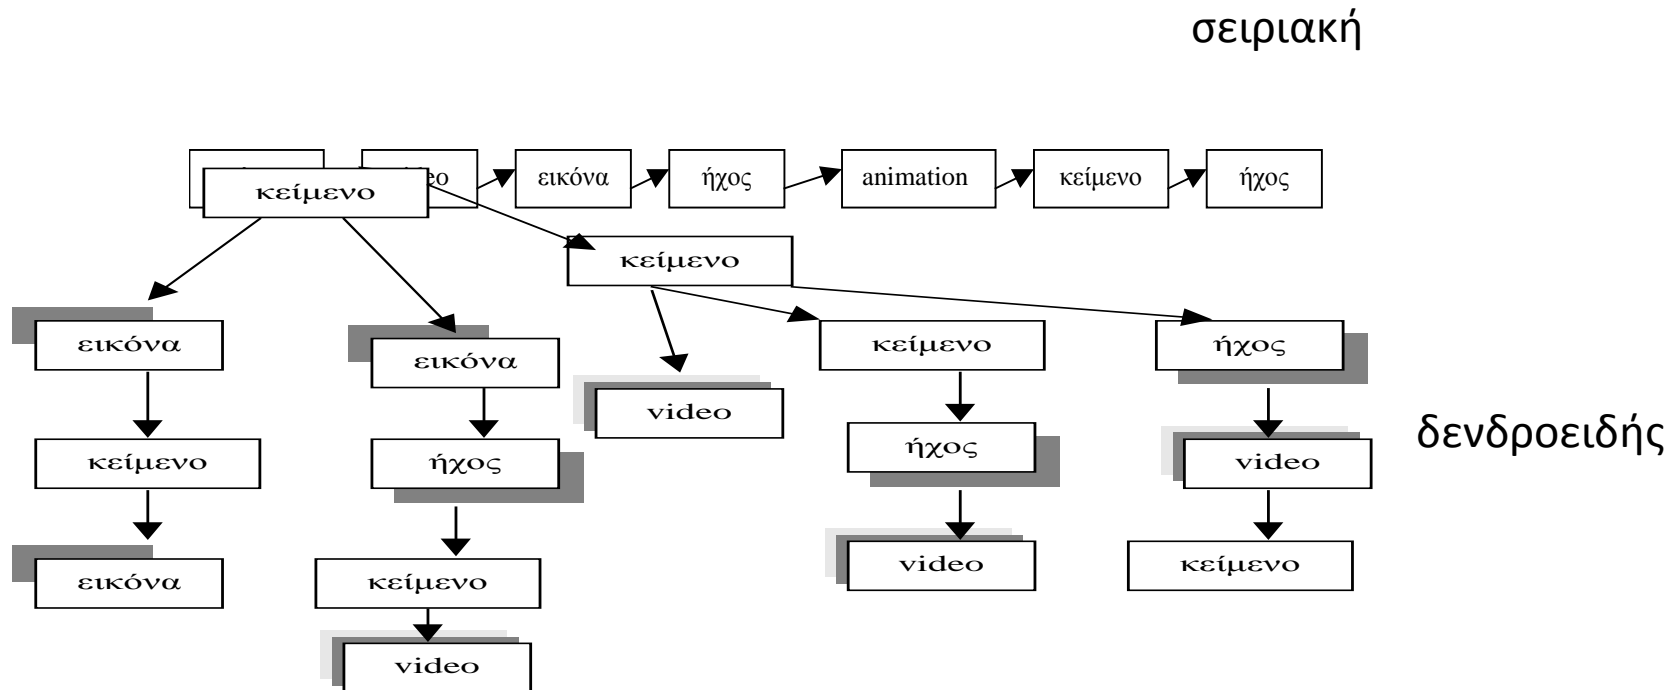 σειριακή
εικόνα
ήχος
animation
κείμενο
ήχος
κείμενο
κείμενο
εικόνα
εικόνα
video
κείμενο
ήχος
κείμενο
ήχος
ήχος
video
δενδροειδής
εικόνα
κείμενο
video
κείμενο
video